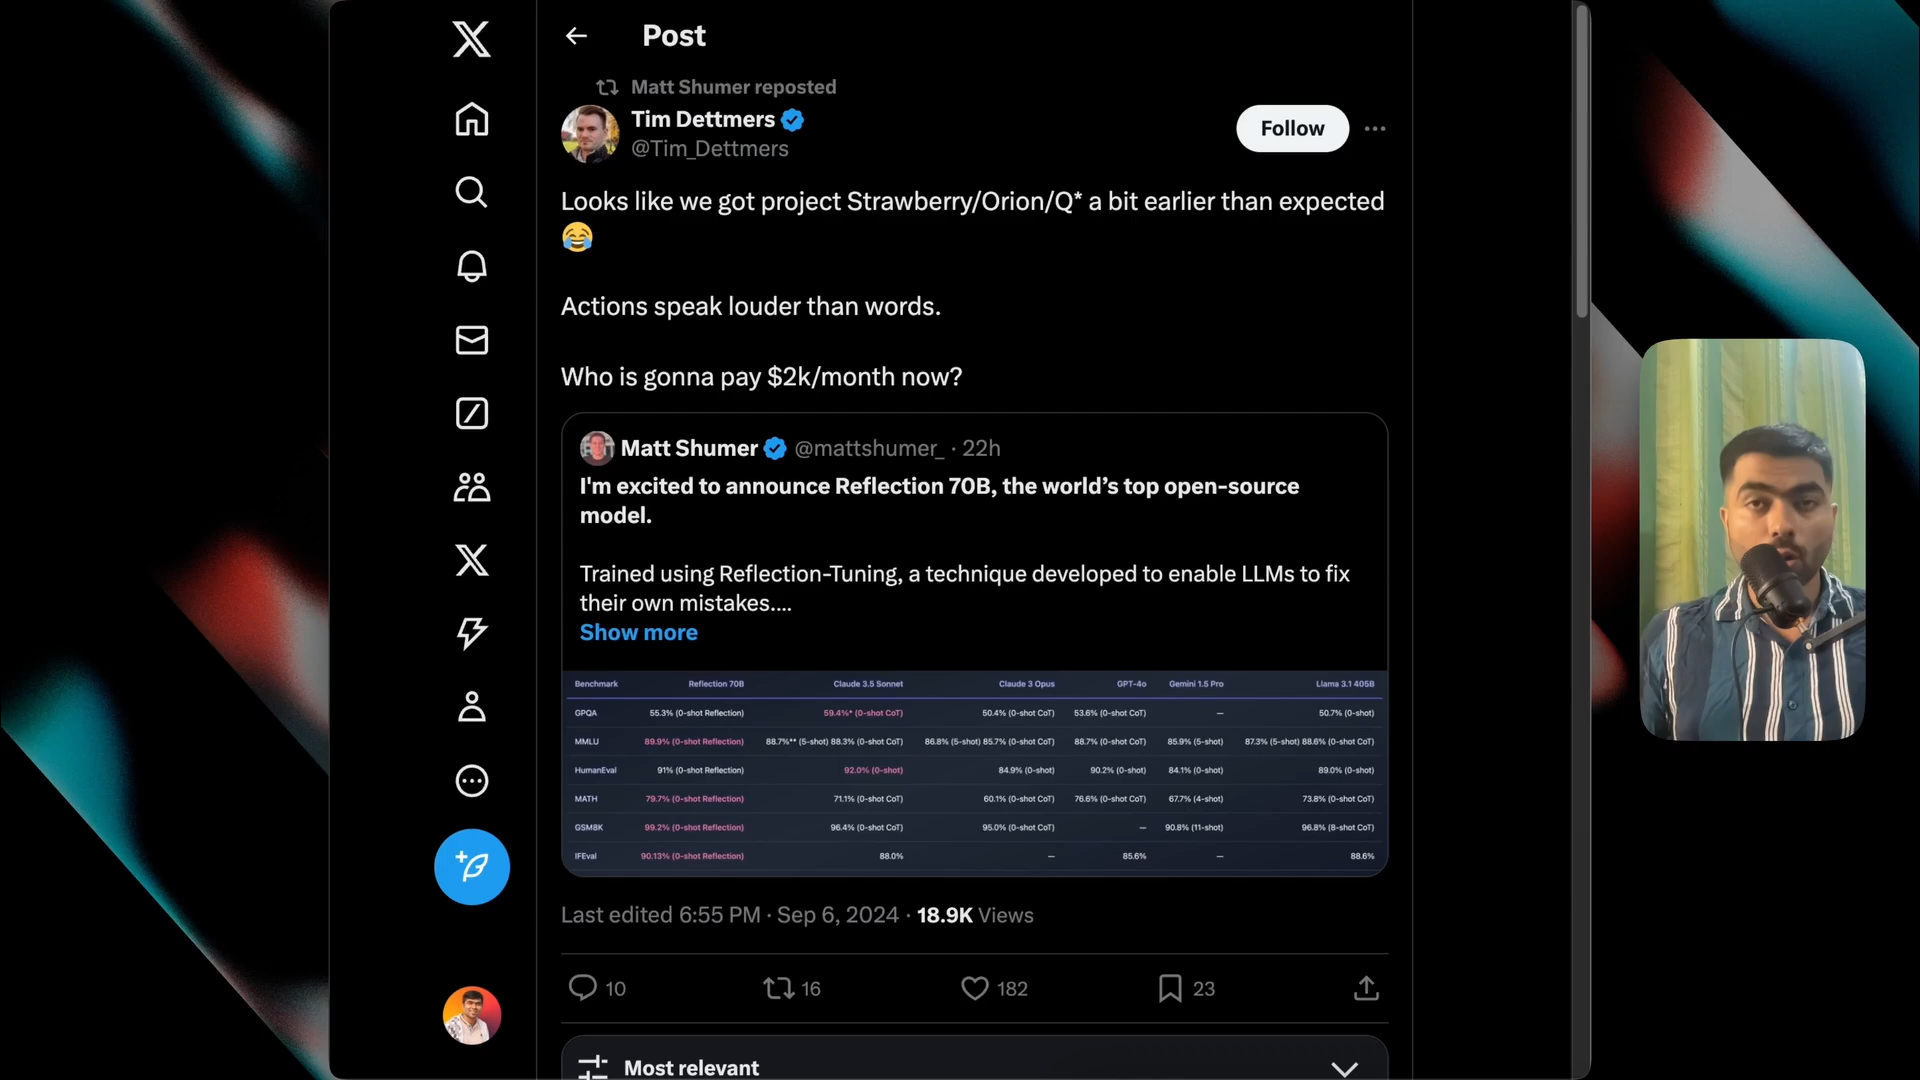 Post
Matt Shumer reposted
Tim Dettmers
@Tim_Dettmers
Follow
Looks like we got project Strawberry/Orion/Q* a bit earlier than expected
😂
Actions speak louder than words.
Who is gonna pay $2k/month now?
Matt Shumer @mattshumer_ · 22h
I'm excited to announce Reflection 70B, the world’s top open-source
model.
Trained using Reflection-Tuning, a technique developed to enable LLMs to fix
their own mistakes....
Show more
Benchmark Reflection 70B Claude 3.5 Sonnet Claude 3 Opus GPT-4o Gemini 1.5 Pro Llama 3.1 405B
GPQA 55.3% (0-shot Reflection) 59.4%* (0-shot CoT) 50.4% (0-shot CoT) 53.6% (0-shot CoT) — 50.7% (0-shot)
MMLU 89.9% (0-shot Reflection) 88.7%** (5-shot) 88.3% (0-shot CoT) 86.8% (5-shot) 85.7% (0-shot CoT) 88.7% (0-shot CoT) 85.9% (5-shot) 87.3% (5-shot) 88.6% (0-shot CoT)
HumanEval 91% (0-shot Reflection) 92.0% (0-shot) 84.9% (0-shot) 90.2% (0-shot) 84.1% (0-shot) 89.0% (0-shot)
MATH 79.7% (0-shot Reflection) 71.1% (0-shot CoT) 60.1% (0-shot CoT) 76.6% (0-shot CoT) 67.7% (4-shot) 73.8% (0-shot CoT)
GSM8K 99.2% (0-shot Reflection) 96.4% (0-shot CoT) 95.0% (0-shot CoT) — 90.8% (11-shot) 96.8% (8-shot CoT)
IFEval 90.13% (0-shot Reflection) 88.0% — 85.6% — 88.6%
Last edited 6:55 PM · Sep 6, 2024 · 18.9K Views
10 16 182 23
Most relevant